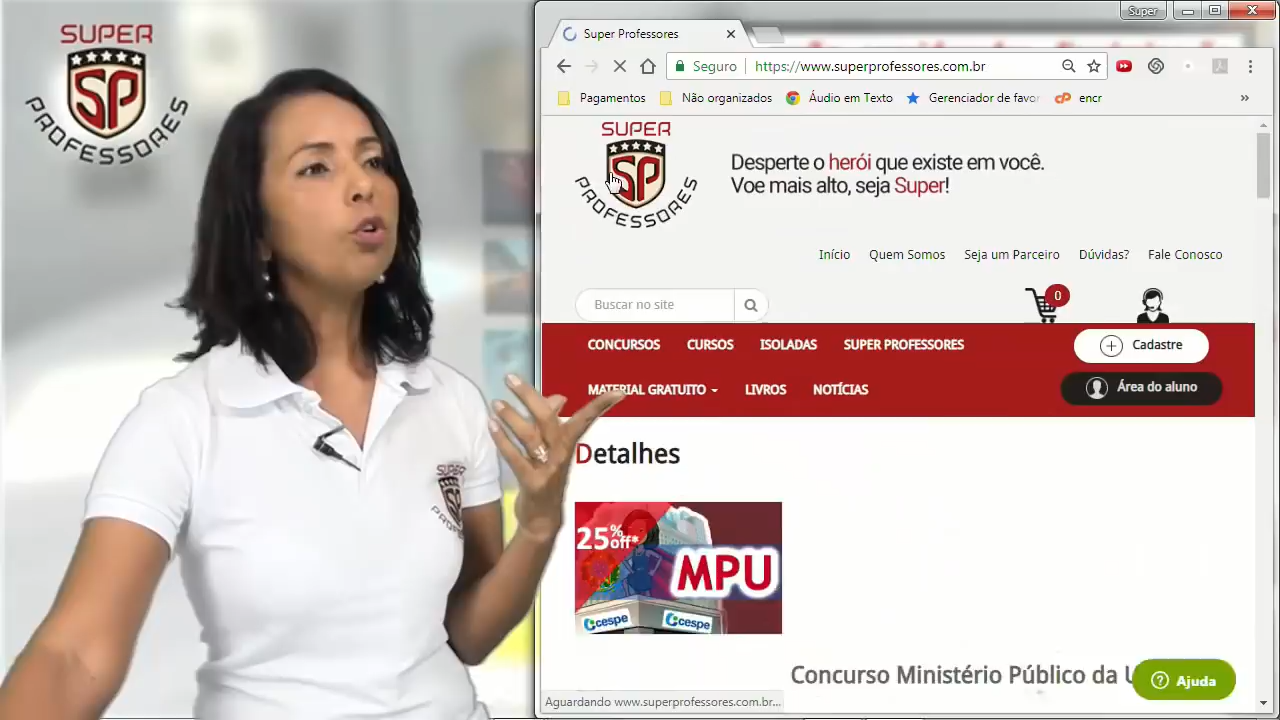 SUPER
SP
PROFESSORES
SUPER
SP
PROFESSORES
Super
Super Professores
Seguro
https://www.superprofessores.com.br
Pagamentos
Não organizados
Áudio em Texto
Gerenciador de favor
encr
»
SUPER
SP
PROFESSORES
Desperte o herói que existe em você.
Voe mais alto, seja Super!
Início
Quem Somos
Seja um Parceiro
Dúvidas?
Fale Conosco
Buscar no site
0
CONCURSOS
CURSOS
ISOLADAS
SUPER PROFESSORES
Cadastre
MATERIAL GRATUITO
LIVROS
NOTÍCIAS
Área do aluno
Detalhes
25% off*
MPU
cespe
cespe
Concurso Ministério Público da U
Ajuda
Aguardando www.superprofessores.com.br...